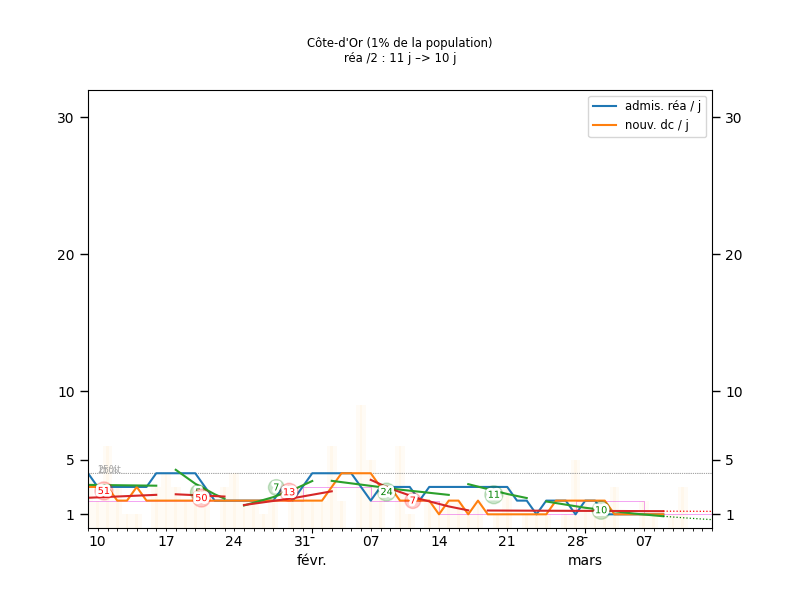 Côte-d'Or (1% de la population)
réa /2 : 11 j –> 10 j
admis. réa / j
nouv. dc / j
30 30
20 20
10 10
5 5
1 1
51
50
7
13
24
7
11
10
10 17 24 31 07 14 21 28 07
févr. mars